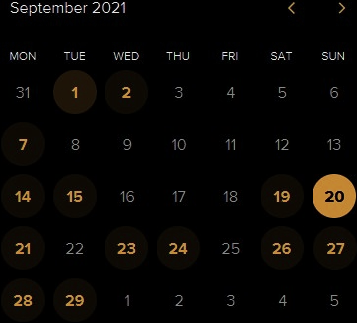 September 2021
MON TUE WED THU FRI SAT SUN
31 1 2 3 4 5 6
7 8 9 10 11 12 13
14 15 16 17 18 19 20
21 22 23 24 25 26 27
28 29 1 2 3 4 5